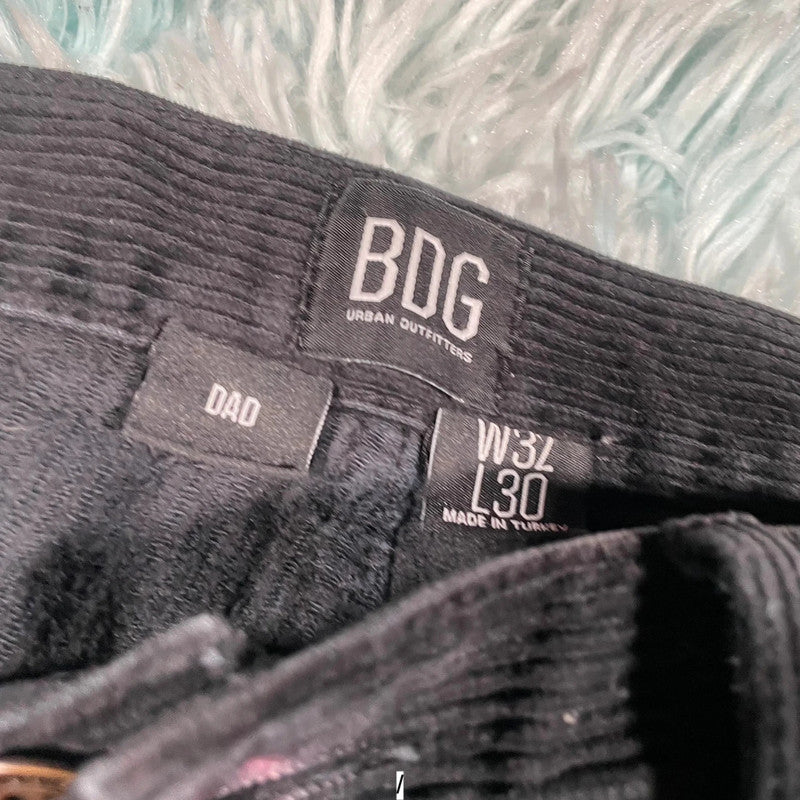 BDG
URBAN OUTFITTERS
DAD
W32
L30
MADE IN TURKEY
/